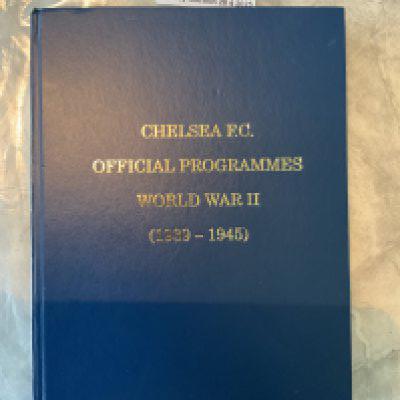 CHELSEA F.C.
OFFICIAL PROGRAMMES
WORLD WAR II
(1939 – 1945)